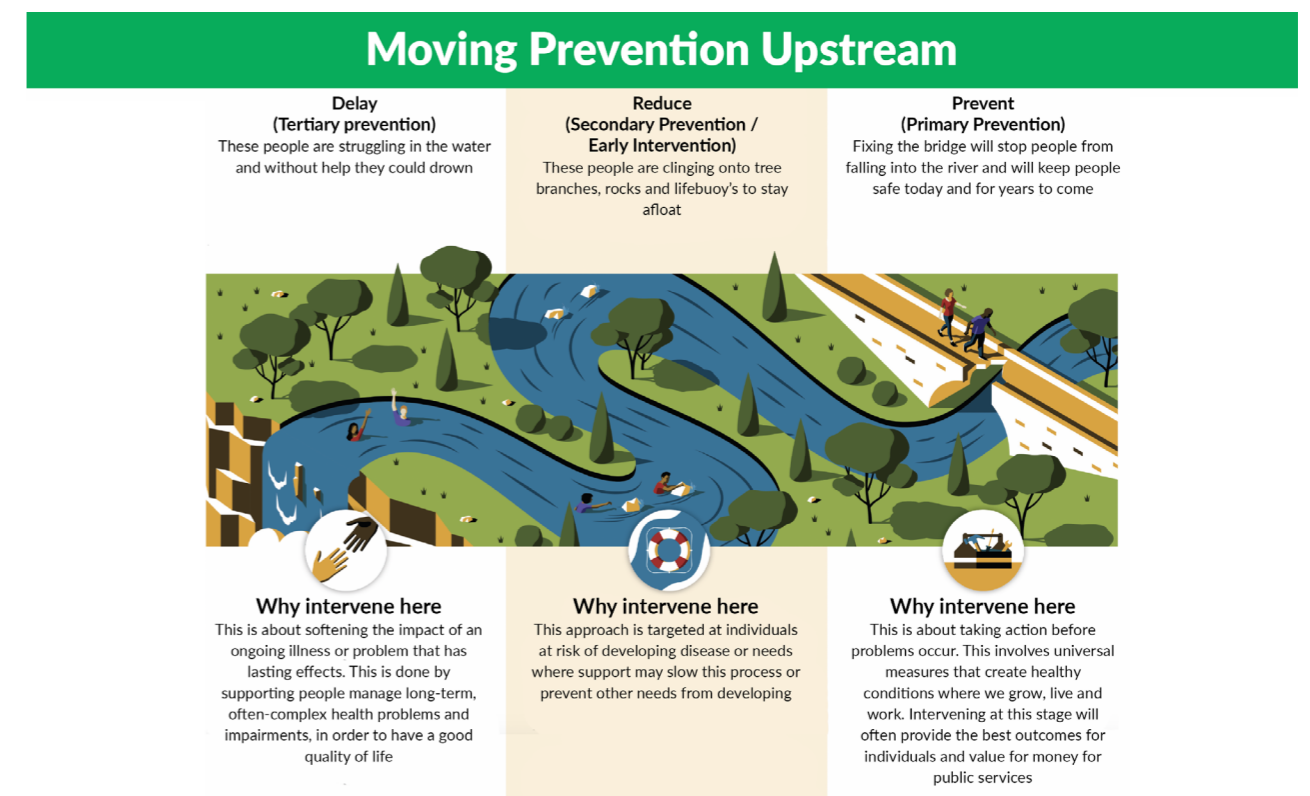 Moving Prevention Upstream
Delay
(Tertiary prevention)
These people are struggling in the water
and without help they could drown
Reduce
(Secondary Prevention /
Early Intervention)
These people are clinging onto tree
branches, rocks and lifebuoy's to stay
afloat
Prevent
(Primary Prevention)
Fixing the bridge will stop people from
falling into the river and will keep people
safe today and for years to come
Why intervene here
This is about softening the impact of an
ongoing illness or problem that has
lasting effects. This is done by
supporting people manage long-term,
often-complex health problems and
impairments, in order to have a good
quality of life
Why intervene here
This approach is targeted at individuals
at risk of developing disease or needs
where support may slow this process or
prevent other needs from developing
Why intervene here
This is about taking action before
problems occur. This involves universal
measures that create healthy
conditions where we grow, live and
work. Intervening at this stage will
often provide the best outcomes for
individuals and value for money for
public services